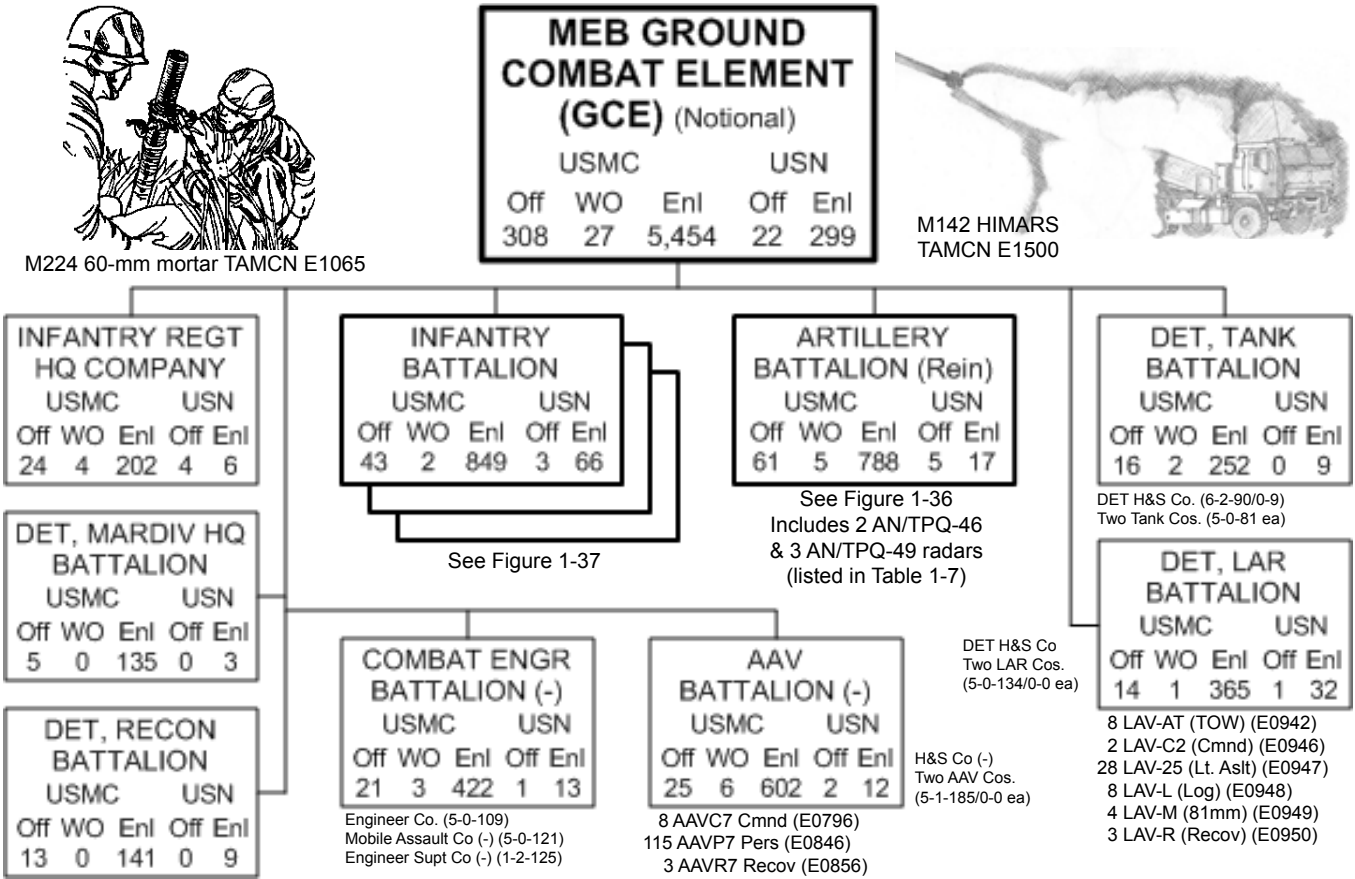 MEB GROUND
COMBAT ELEMENT
(GCE) (Notional)
USMC USN
Off WO Enl Off Enl
308 27 5,454 22 299
M224 60-mm mortar TAMCN E1065
M142 HIMARS
TAMCN E1500
INFANTRY REGT
HQ COMPANY
USMC USN
Off WO Enl Off Enl
24 4 202 4 6
INFANTRY
BATTALION
USMC USN
Off WO Enl Off Enl
43 2 849 3 66
See Figure 1-37
ARTILLERY
BATTALION (Rein)
USMC USN
Off WO Enl Off Enl
61 5 788 5 17
See Figure 1-36
Includes 2 AN/TPQ-46
& 3 AN/TPQ-49 radars
(listed in Table 1-7)
DET, TANK
BATTALION
USMC USN
Off WO Enl Off Enl
16 2 252 0 9
DET H&S Co. (6-2-90/0-9)
Two Tank Cos. (5-0-81 ea)
DET, MARDIV HQ
BATTALION
USMC USN
Off WO Enl Off Enl
5 0 135 0 3
DET, RECON
BATTALION
USMC USN
Off WO Enl Off Enl
13 0 141 0 9
COMBAT ENGR
BATTALION (-)
USMC USN
Off WO Enl Off Enl
21 3 422 1 13
Engineer Co. (5-0-109)
Mobile Assault Co (-) (5-0-121)
Engineer Supt Co (-) (1-2-125)
AAV
BATTALION (-)
USMC USN
Off WO Enl Off Enl
25 6 602 2 12
H&S Co (-)
Two AAV Cos.
(5-1-185/0-0 ea)
8 AAVC7 Cmnd (E0796)
115 AAVP7 Pers (E0846)
3 AAVR7 Recov (E0856)
DET, LAR
BATTALION
USMC USN
Off WO Enl Off Enl
14 1 365 1 32
DET H&S Co
Two LAR Cos.
(5-0-134/0-0 ea)
8 LAV-AT (TOW) (E0942)
2 LAV-C2 (Cmnd) (E0946)
28 LAV-25 (Lt. Aslt) (E0947)
8 LAV-L (Log) (E0948)
4 LAV-M (81mm) (E0949)
3 LAV-R (Recov) (E0950)